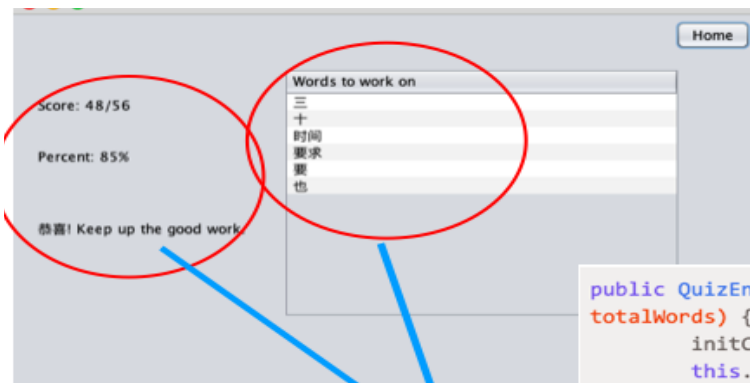 Home
Score: 48/56
Percent: 85%
恭喜! Keep up the good work.
Words to work on
三
十
时间
要求
要
也
public QuizEn
totalWords) {
initC
this.